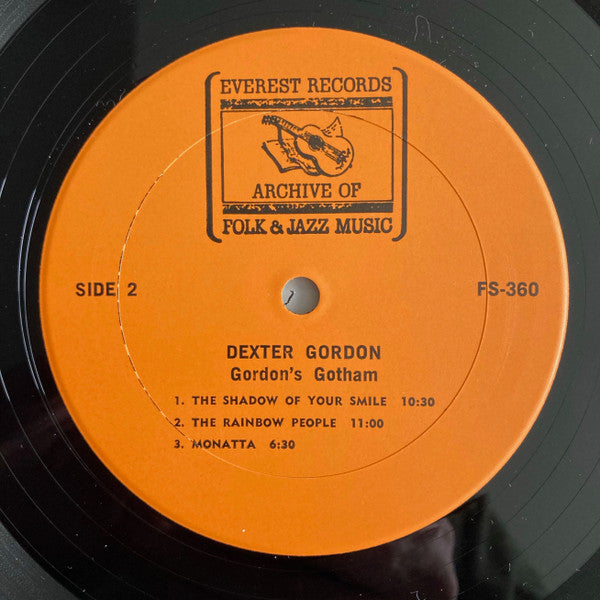 EVEREST RECORDS
ARCHIVE OF
FOLK & JAZZ MUSIC
SIDE 2
FS-360
DEXTER GORDON
Gordon's Gotham
1. THE SHADOW OF YOUR SMILE 10:30
2. THE RAINBOW PEOPLE 11:00
3. MONATTA 6:30